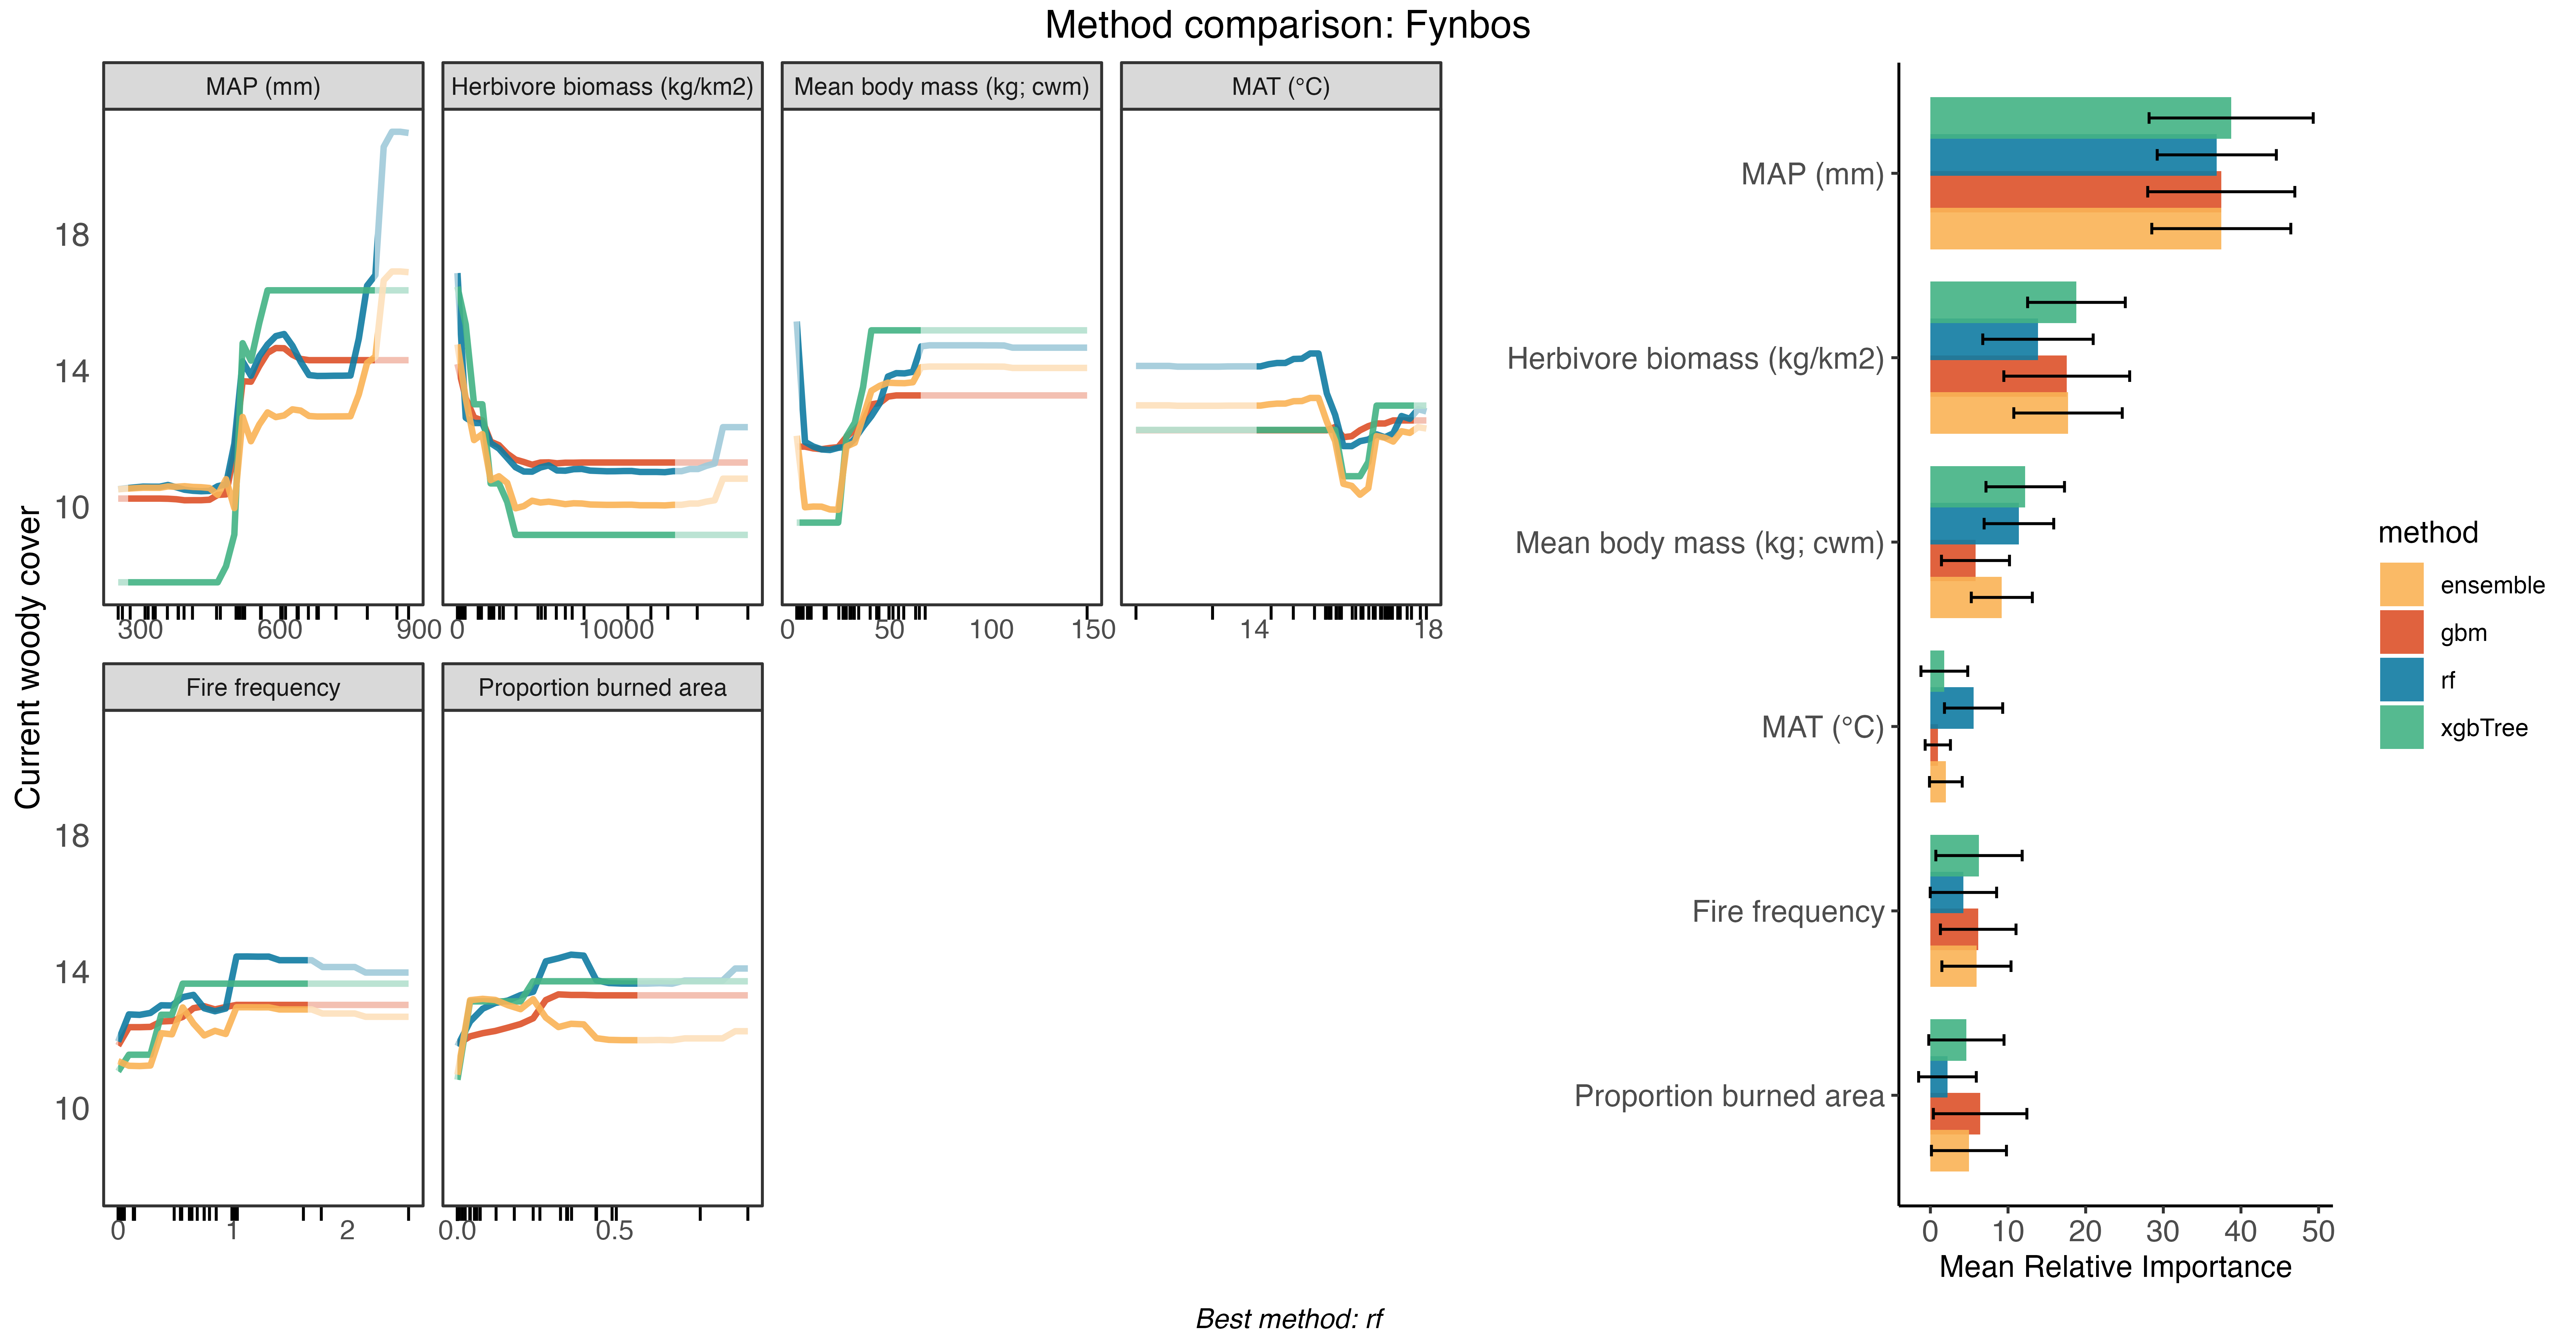 Method comparison: Fynbos
MAP (mm)
Herbivore biomass (kg/km2)
Mean body mass (kg; cwm)
MAT (°C)
Current woody cover
18
14
10
300 600 900
0 10000
0 50 100 150
14 18
Fire frequency
Proportion burned area
18
14
10
0 1 2
0.0 0.5
MAP (mm)
Herbivore biomass (kg/km2)
Mean body mass (kg; cwm)
MAT (°C)
Fire frequency
Proportion burned area
0 10 20 30 40 50
Mean Relative Importance
method
ensemble
gbm
rf
xgbTree
Best method: rf